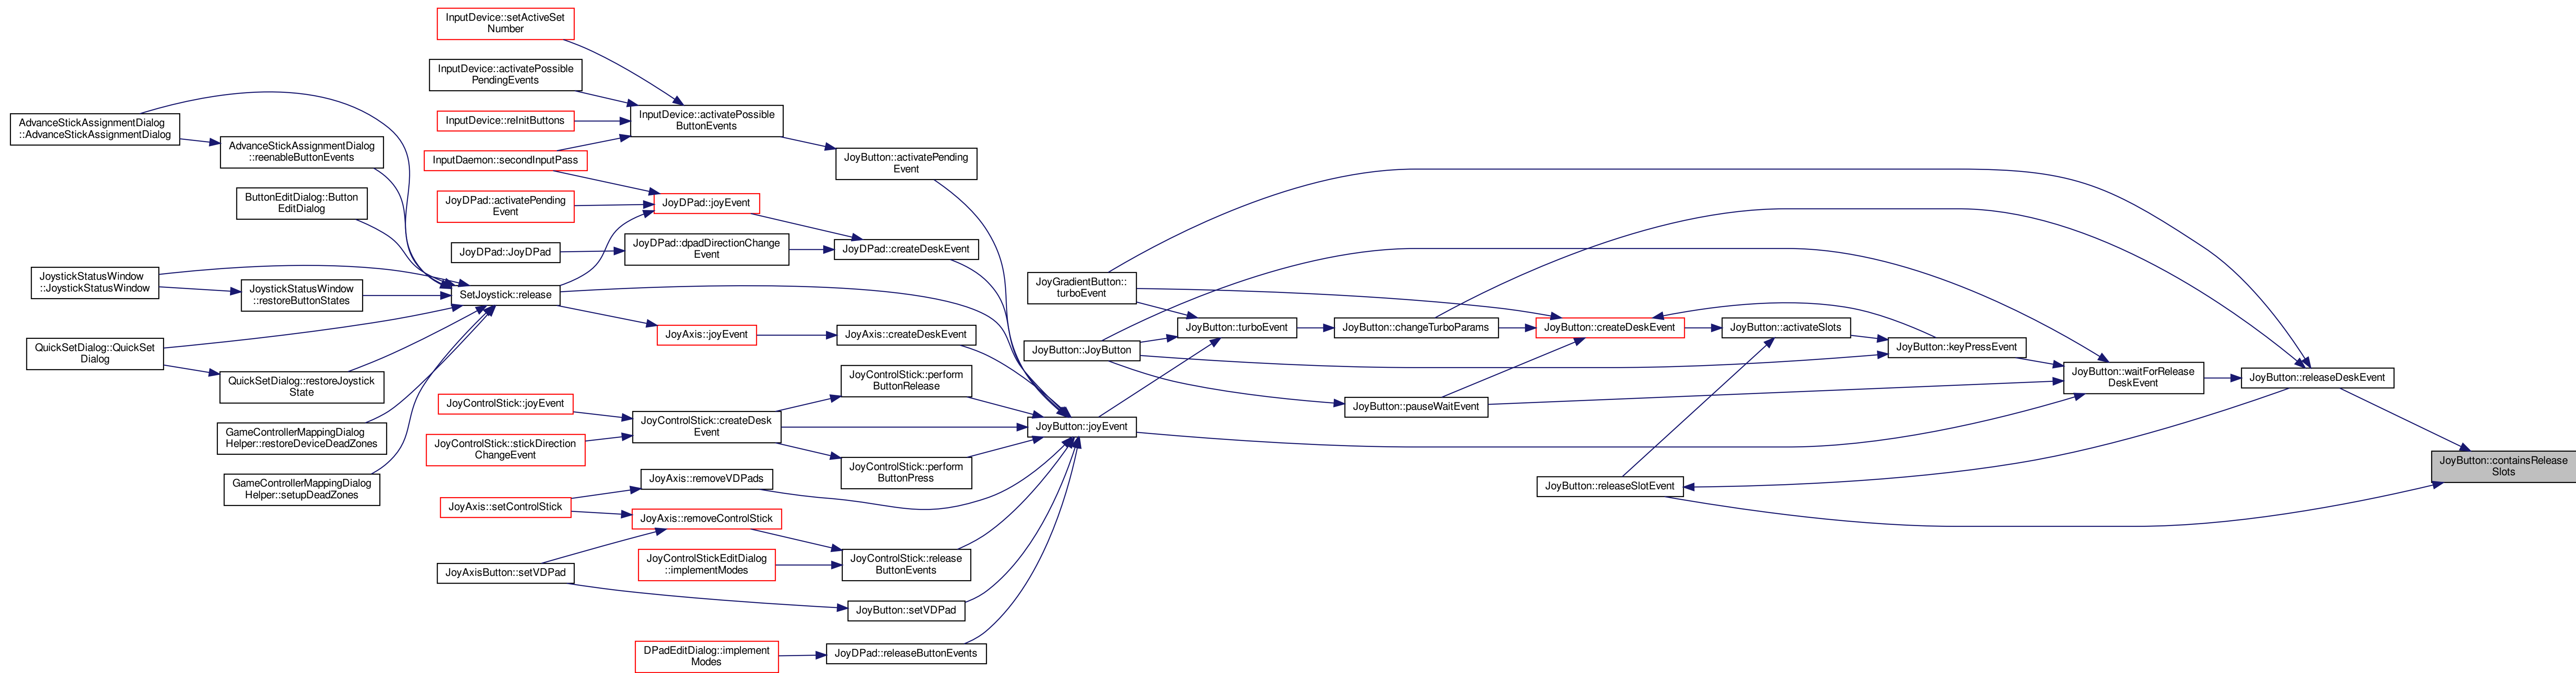 InputDevice::setActiveSet
Number
InputDevice::activatePossible
PendingEvents
InputDevice::reInitButtons
InputDaemon::secondInputPass
InputDevice::activatePossible
ButtonEvents
JoyButton::activatePending
Event
AdvanceStickAssignmentDialog
::AdvanceStickAssignmentDialog
AdvanceStickAssignmentDialog
::reenableButtonEvents
ButtonEditDialog::Button
EditDialog
JoyDPad::activatePending
Event
JoyDPad::joyEvent
JoyDPad::JoyDPad
JoyDPad::dpadDirectionChange
Event
JoyDPad::createDeskEvent
JoystickStatusWindow
::JoystickStatusWindow
JoystickStatusWindow
::restoreButtonStates
SetJoystick::release
JoyAxis::joyEvent
JoyAxis::createDeskEvent
QuickSetDialog::QuickSet
Dialog
QuickSetDialog::restoreJoystick
State
GameControllerMappingDialog
Helper::restoreDeviceDeadZones
GameControllerMappingDialog
Helper::setupDeadZones
JoyControlStick::joyEvent
JoyControlStick::stickDirection
ChangeEvent
JoyControlStick::createDesk
Event
JoyControlStick::perform
ButtonRelease
JoyControlStick::perform
ButtonPress
JoyAxis::removeVDPads
JoyAxis::setControlStick
JoyAxis::removeControlStick
JoyControlStickEditDialog
::implementModes
JoyControlStick::release
ButtonEvents
JoyAxisButton::setVDPad
JoyButton::setVDPad
DPadEditDialog::implement
Modes
JoyDPad::releaseButtonEvents
JoyGradientButton::
turboEvent
JoyButton::JoyButton
JoyButton::joyEvent
JoyButton::turboEvent
JoyButton::changeTurboParams
JoyButton::pauseWaitEvent
JoyButton::createDeskEvent
JoyButton::releaseSlotEvent
JoyButton::activateSlots
JoyButton::keyPressEvent
JoyButton::waitForRelease
DeskEvent
JoyButton::releaseDeskEvent
JoyButton::containsRelease
Slots